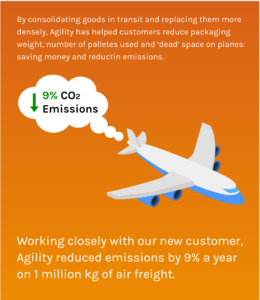 By consolidating goods in transit and replacing them more
densely, Agility has helped customers reduce packaging
weight, number of palletes used and ‘dead’ space on planes:
saving money and reductin emissions.
9% CO₂
Emissions
Working closely with our new customer,
Agility reduced emissions by 9% a year
on 1 million kg of air freight.